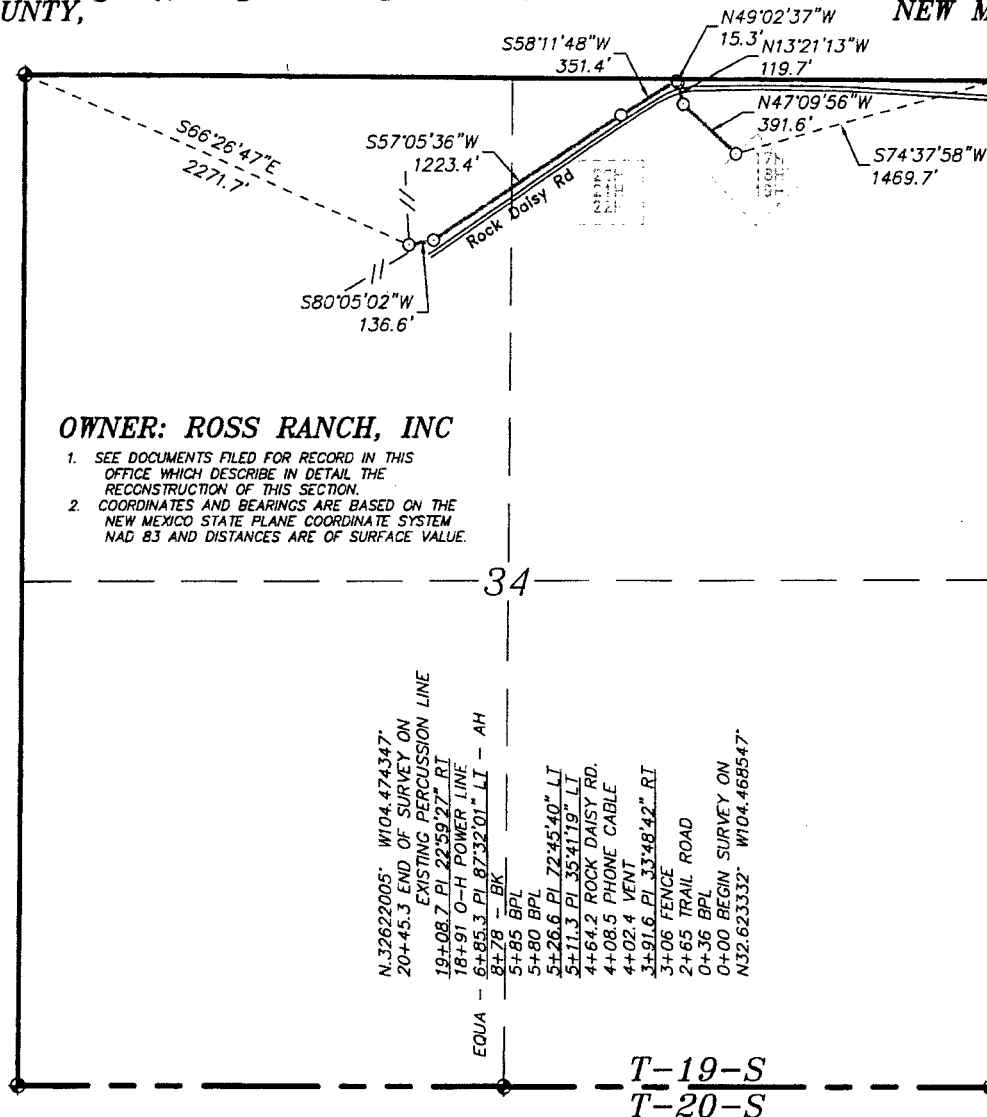 UNTY,
NEW M
N49°02'37"W
15.3'
S58°11'48"W
351.4'
N13°21'13"W
119.7'
N47°09'56"W
391.6'
S66°26'47"E
2271.7'
S57°05'36"W
1223.4'
S74°37'58"W
1469.7'
20H
21H
22H
17H
18H
19H
Rock Daisy Rd
S80°05'02"W
136.6'
OWNER: ROSS RANCH, INC
1. SEE DOCUMENTS FILED FOR RECORD IN THIS
OFFICE WHICH DESCRIBE IN DETAIL THE
RECONSTRUCTION OF THIS SECTION.
2. COORDINATES AND BEARINGS ARE BASED ON THE
NEW MEXICO STATE PLANE COORDINATE SYSTEM
NAD 83 AND DISTANCES ARE OF SURFACE VALUE.
34
N.32622005° W104.474347°
20+45.3 END OF SURVEY ON
EXISTING PERCUSSION LINE
19+08.7 PI 22°59'27" RT
18+91 O-H POWER LINE
EQUA - 6+85.3 PI 87°32'01" LT - AH
8+78 - BK
5+85 BPL
5+80 BPL
5+26.6 PI 72°45'40" LT
5+11.3 PI 35°41'19" LT
4+64.2 ROCK DAISY RD.
4+08.5 PHONE CABLE
4+02.4 VENT
3+91.6 PI 33°48'42" RT
3+06 FENCE
2+65 TRAIL ROAD
0+36 BPL
0+00 BEGIN SURVEY ON
N32.623332° W104.468547°
T-19-S
T-20-S